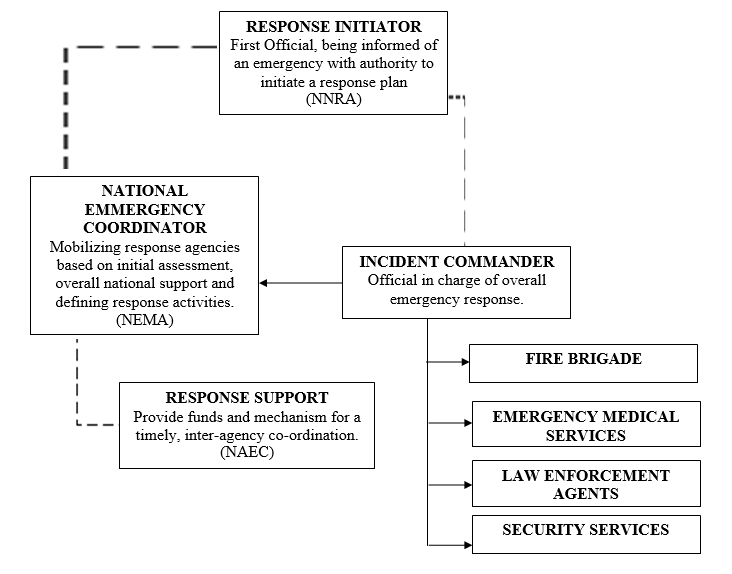 RESPONSE INITIATOR
First Official, being informed of
an emergency with authority to
initiate a response plan
(NNRA)
NATIONAL
EMMERGENCY
COORDINATOR
Mobilizing response agencies
based on initial assessment,
overall national support and
defining response activities.
(NEMA)
INCIDENT COMMANDER
Official in charge of overall
emergency response.
FIRE BRIGADE
RESPONSE SUPPORT
Provide funds and mechanism for a
timely, inter-agency co-ordination.
(NAEC)
EMERGENCY MEDICAL
SERVICES
LAW ENFORCEMENT
AGENTS
SECURITY SERVICES